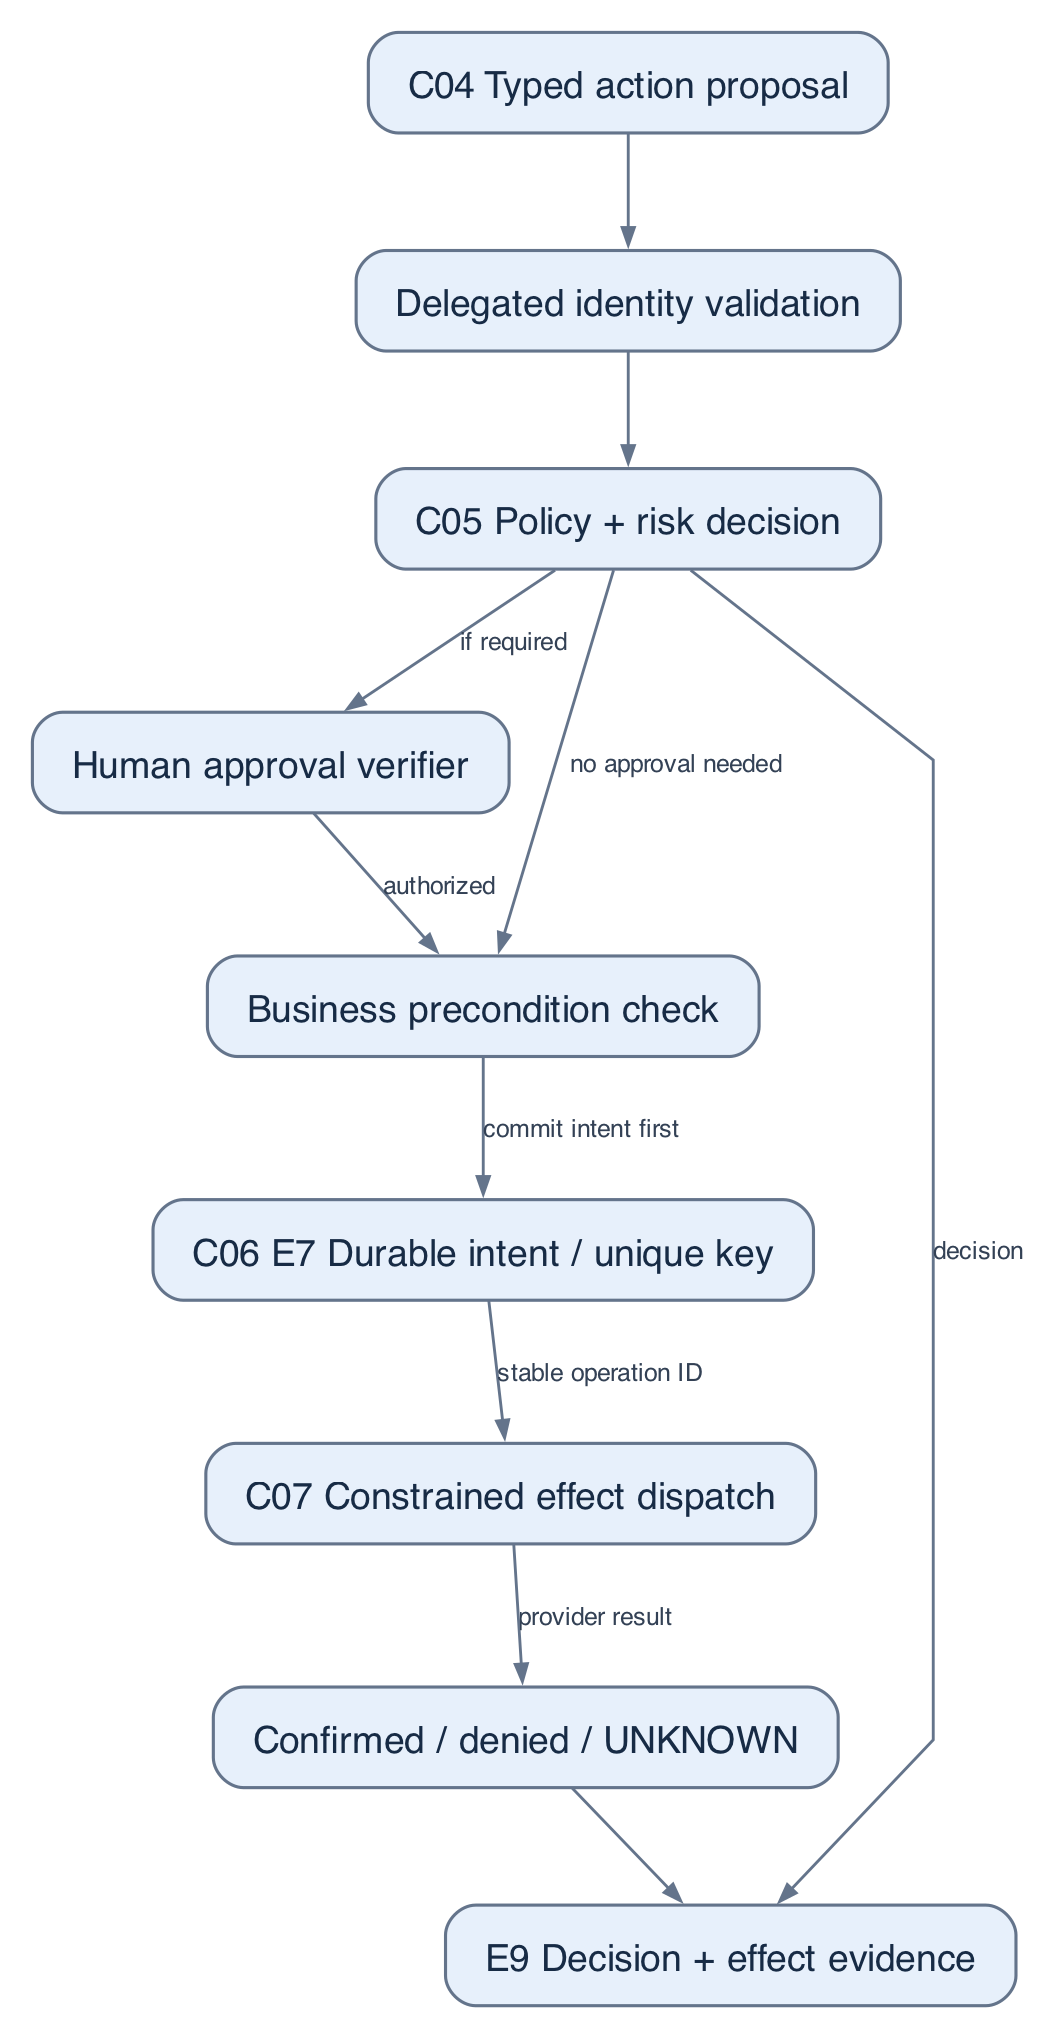 C04 Typed action proposal
Delegated identity validation
C05 Policy + risk decision
if required
Human approval verifier
no approval needed
authorized
Business precondition check
commit intent first
C06 E7 Durable intent / unique key
decision
stable operation ID
C07 Constrained effect dispatch
provider result
Confirmed / denied / UNKNOWN
E9 Decision + effect evidence